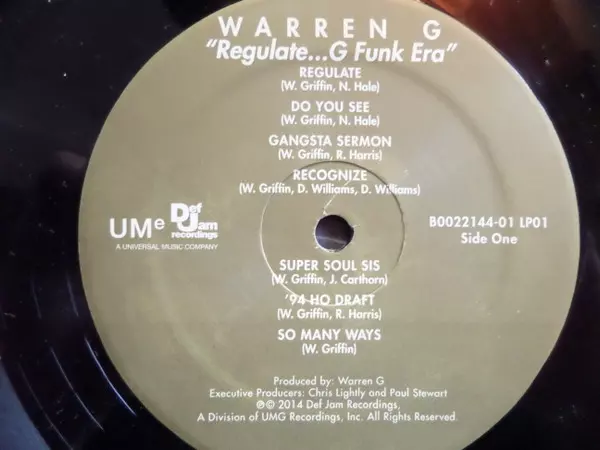 WARREN G
"Regulate...G Funk Era"
REGULATE
(W. Griffin, N. Hale)
DO YOU SEE
(W. Griffin, N. Hale)
GANGSTA SERMON
(W. Griffin, R. Harris)
RECOGNIZE
(W. Griffin, D. Williams, D. Williams)
UMe
Def
Jam
recordings
A UNIVERSAL MUSIC COMPANY
B0022144-01 LP01
Side One
SUPER SOUL SIS
(W. Griffin, J. Carthorn)
'94 HO DRAFT
(W. Griffin, R. Harris)
SO MANY WAYS
(W. Griffin)
Produced by: Warren G
Executive Producers: Chris Lightly and Paul Stewart
℗© 2014 Def Jam Recordings,
A Division of UMG Recordings, Inc. All Rights Reserved.